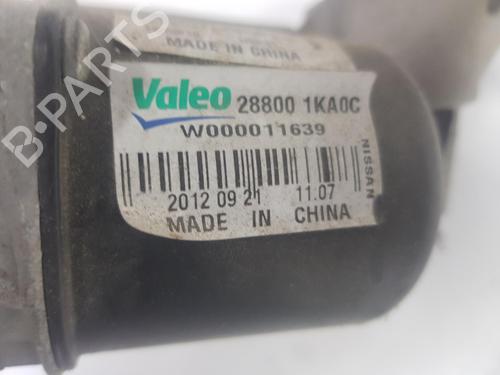 MADE IN CHINA
Valeo 28800 1KA0C
W000011639
NISSAN
2012 09 21 11.07
MADE IN CHINA
B-PARTS